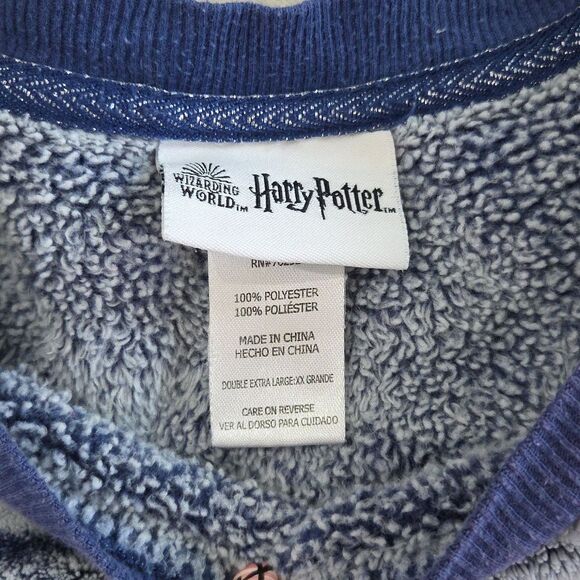 WIZARDING
WORLD™
Harry Potter™
100% POLYESTER
100% POLIÉSTER
MADE IN CHINA
HECHO EN CHINA
DOUBLE EXTRA LARGE:XX GRANDE
CARE ON REVERSE
VER AL DORSO PARA CUIDADO